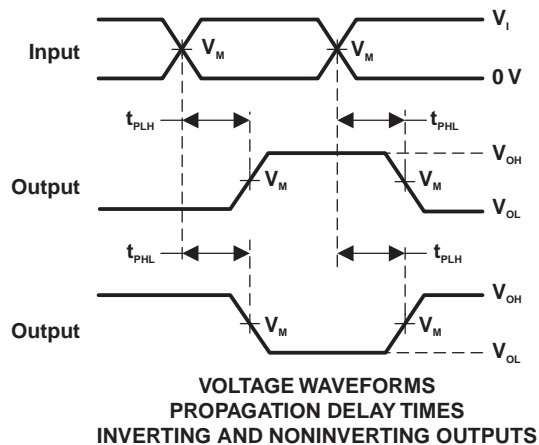 V_I
Input
V_M
V_M
0 V
t_PLH
t_PHL
V_OH
Output
V_M
V_M
V_OL
t_PHL
t_PLH
V_OH
Output
V_M
V_M
V_OL
VOLTAGE WAVEFORMS
PROPAGATION DELAY TIMES
INVERTING AND NONINVERTING OUTPUTS